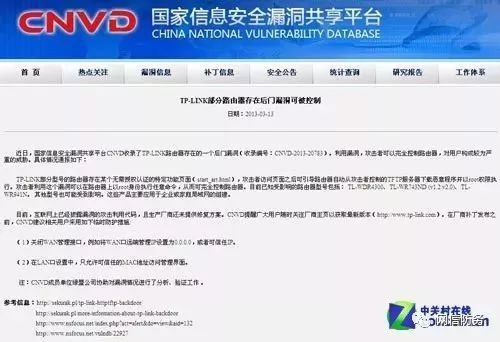 CNVD 国家信息安全漏洞共享平台
CHINA NATIONAL VULNERABILITY DATABASE
首 页 热点关注 漏洞信息 补丁信息 安全公告 统计查询 研究报告 工作体系
TP-LINK部分路由器存在后门漏洞可被控制
日期：2013-03-13
近日，国家信息安全漏洞共享平台CNVD收录了TP-LINK路由器存在的一个后门漏洞（收录编号：CNVD-2013-20783）。利用漏洞，攻击者可以完全控制路由器，对用户构成较为严
重的威胁。具体情况通报如下：
TP-LINK部分型号的路由器存在某个无需授权认证的特定功能页面（start_art.html），攻击者访问页面之后可引导路由器自动从攻击者控制的TFTP服务器下载恶意程序并以root权限执
行。攻击者利用这个漏洞可以在路由器上以root身份执行任意命令，从而可完全控制路由器。目前已知受影响的路由器型号包括：TL-WDR4300、TL-WR743ND (v1.2 v2.0)、TL-
WR941N。其他型号也可能受到影响。这些产品主要应用于企业或家庭局域网的组建。
目前，互联网上已经披露漏洞的攻击利用代码，且生产厂商还未提供修复方案。CNVD提醒广大用户随时关注厂商主页以获取最新版本（http://www.tp-link.com）。在厂商补丁发布之
前，CNVD建议相关用户采用如下临时防护措施
（1）关闭WAN管理接口，例如将WAN口远端管理IP设置为0.0.0.0，或者可信任IP。
（2）在LAN口设置中，只允许可信任的MAC地址访问管理界面。
注：CNVD成员单位绿盟公司协助对漏洞情况进行了分析、验证工作。
参考信息：http://sekurak.pl/tp-link-httptftp-backdoor
http://sekurak.pl/more-information-about-tp-link-backdoor
http://www.nsfocus.net/index.php?act=alert&do=view&aid=132
http://www.nsfocus.net/vulndb/22927
中关村在线
网信防务